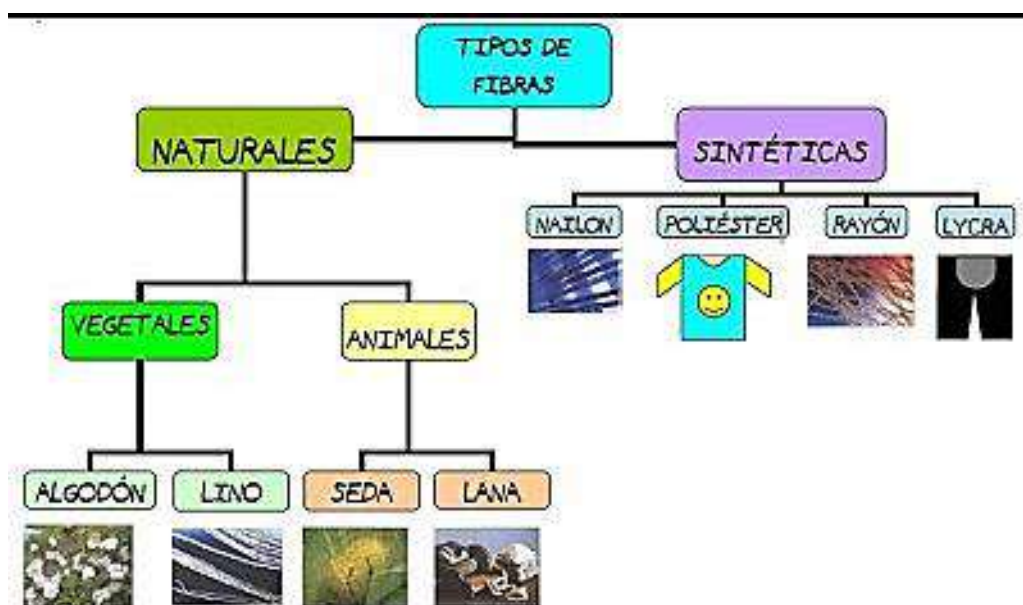 TIPOS DE
FIBRAS
NATURALES
SINTÉTICAS
NAILON
POLIÉSTER
RAYÓN
LYCRA
VEGETALES
ANIMALES
ALGODÓN
LINO
SEDA
LANA